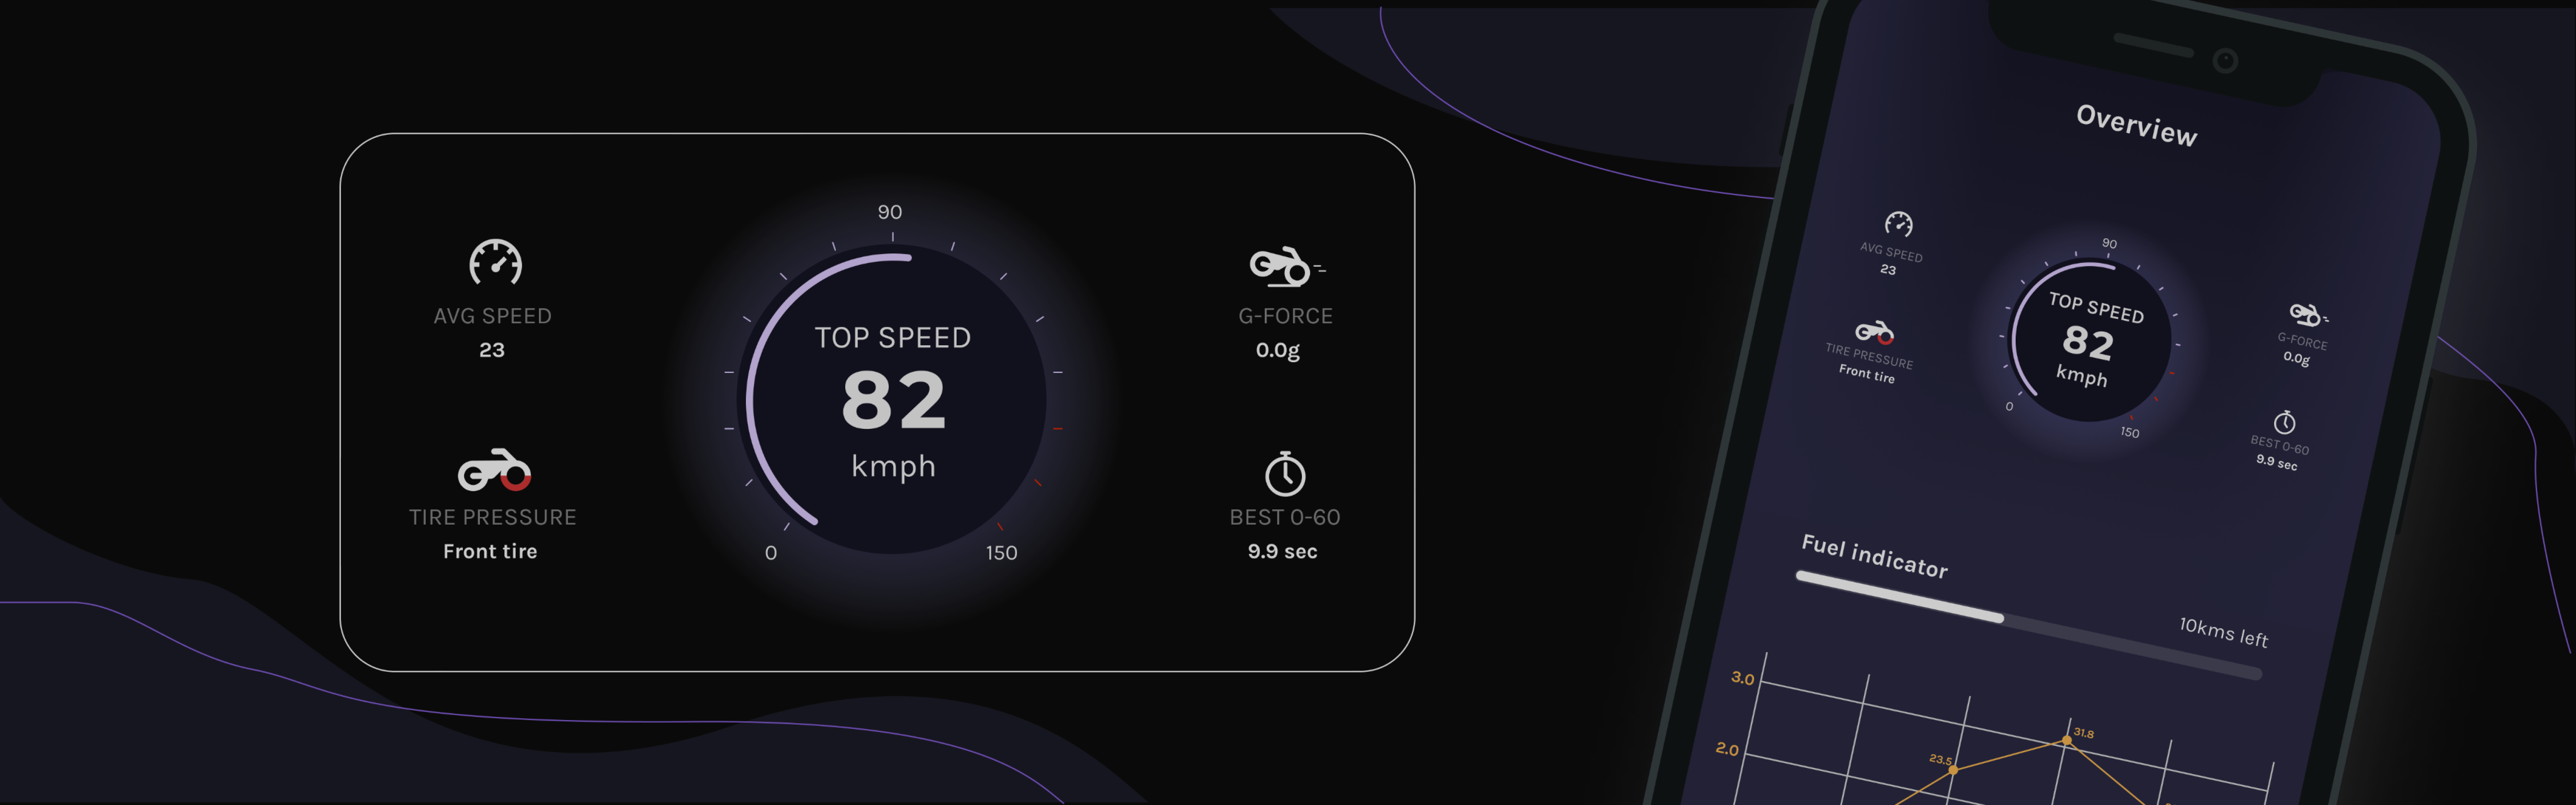 90
AVG SPEED
23
G-FORCE
0.0g
TOP SPEED
82
kmph
TIRE PRESSURE
Front tire
BEST 0-60
9.9 sec
0
150
Overview
AVG SPEED
23
90
TOP SPEED
82
kmph
G-FORCE
0.0g
TIRE PRESSURE
Front tire
0
150
BEST 0-60
9.9 sec
Fuel indicator
10kms left
3.0
2.0
23.5
31.8